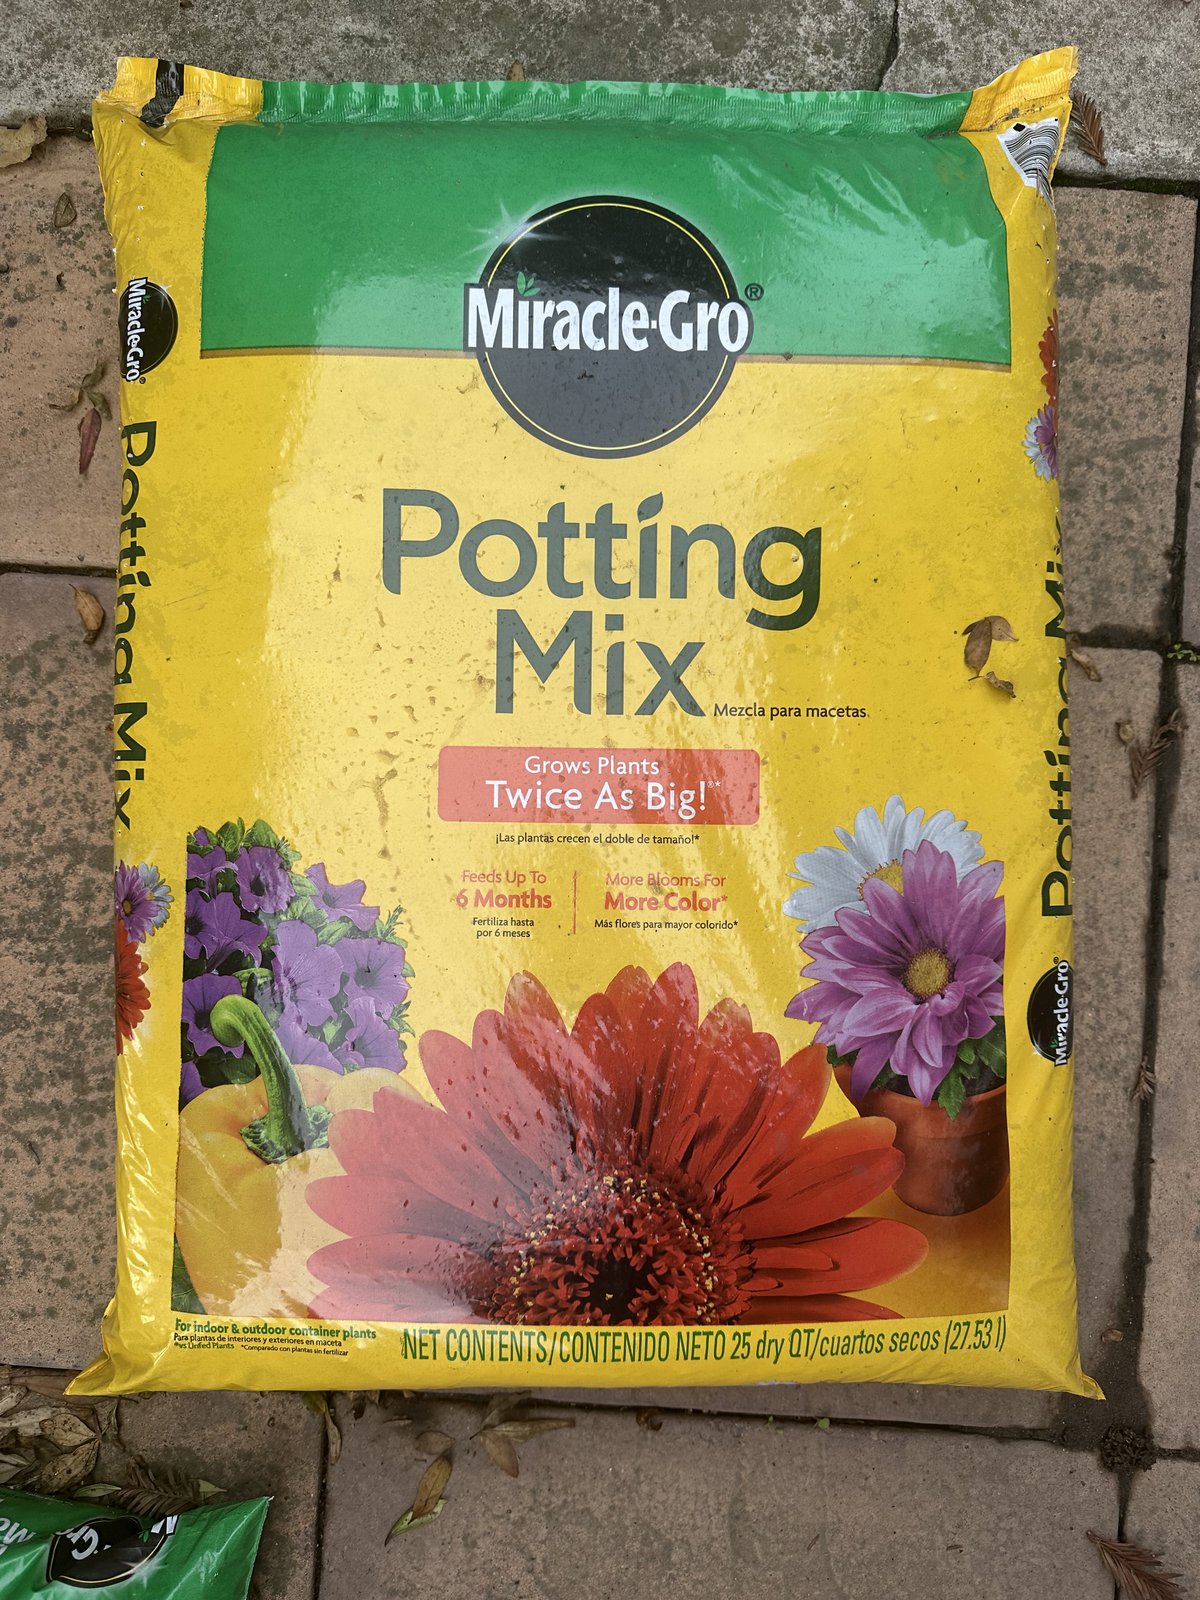 Miracle-Gro®
Potting
Mix
Mezcla para macetas
Grows Plants
Twice As Big!®*
¡Las plantas crecen el doble de tamaño!*
Feeds Up To
6 Months
Fertiliza hasta
por 6 meses
More Blooms For
More Color*
Más flores para mayor colorido*
For indoor & outdoor container plants
Para plantas de interiores y exteriores en maceta
*vs Unfed Plants *Comparado con plantas sin fertilizar
NET CONTENTS/CONTENIDO NETO 25 dry QT/cuartos secos (27.53 l)
Miracle-Gro®
Potting Mix
Potting Mix
Miracle-Gro®